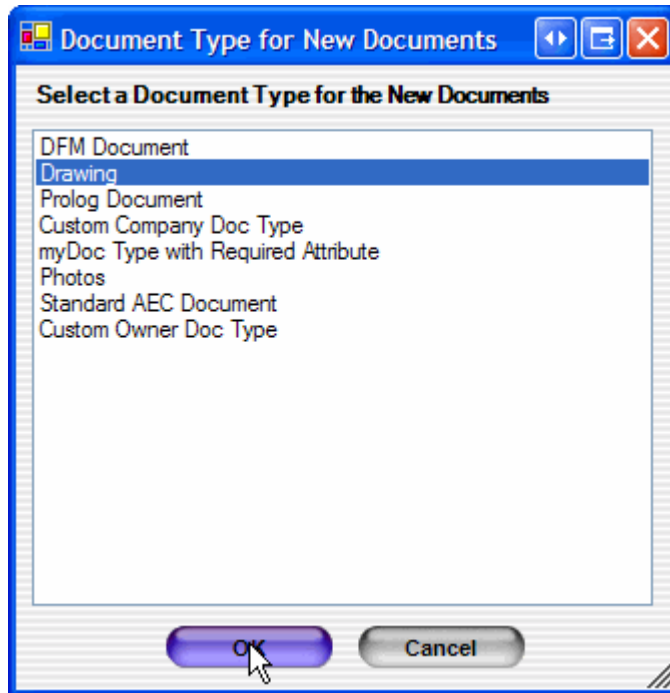 Document Type for New Documents
Select a Document Type for the New Documents
DFM Document
Drawing
Prolog Document
Custom Company Doc Type
myDoc Type with Required Attribute
Photos
Standard AEC Document
Custom Owner Doc Type
OK
Cancel